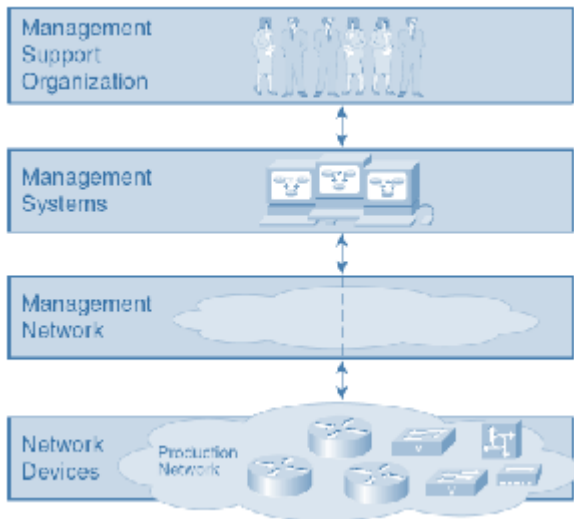 Management
Support
Organization
Management
Systems
Management
Network
Network
Devices
Production
Network